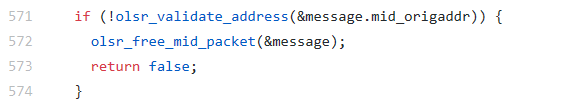 571 if (!olsr_validate_address(&message.mid_origaddr)) {
572 olsr_free_mid_packet(&message);
573 return false;
574 }